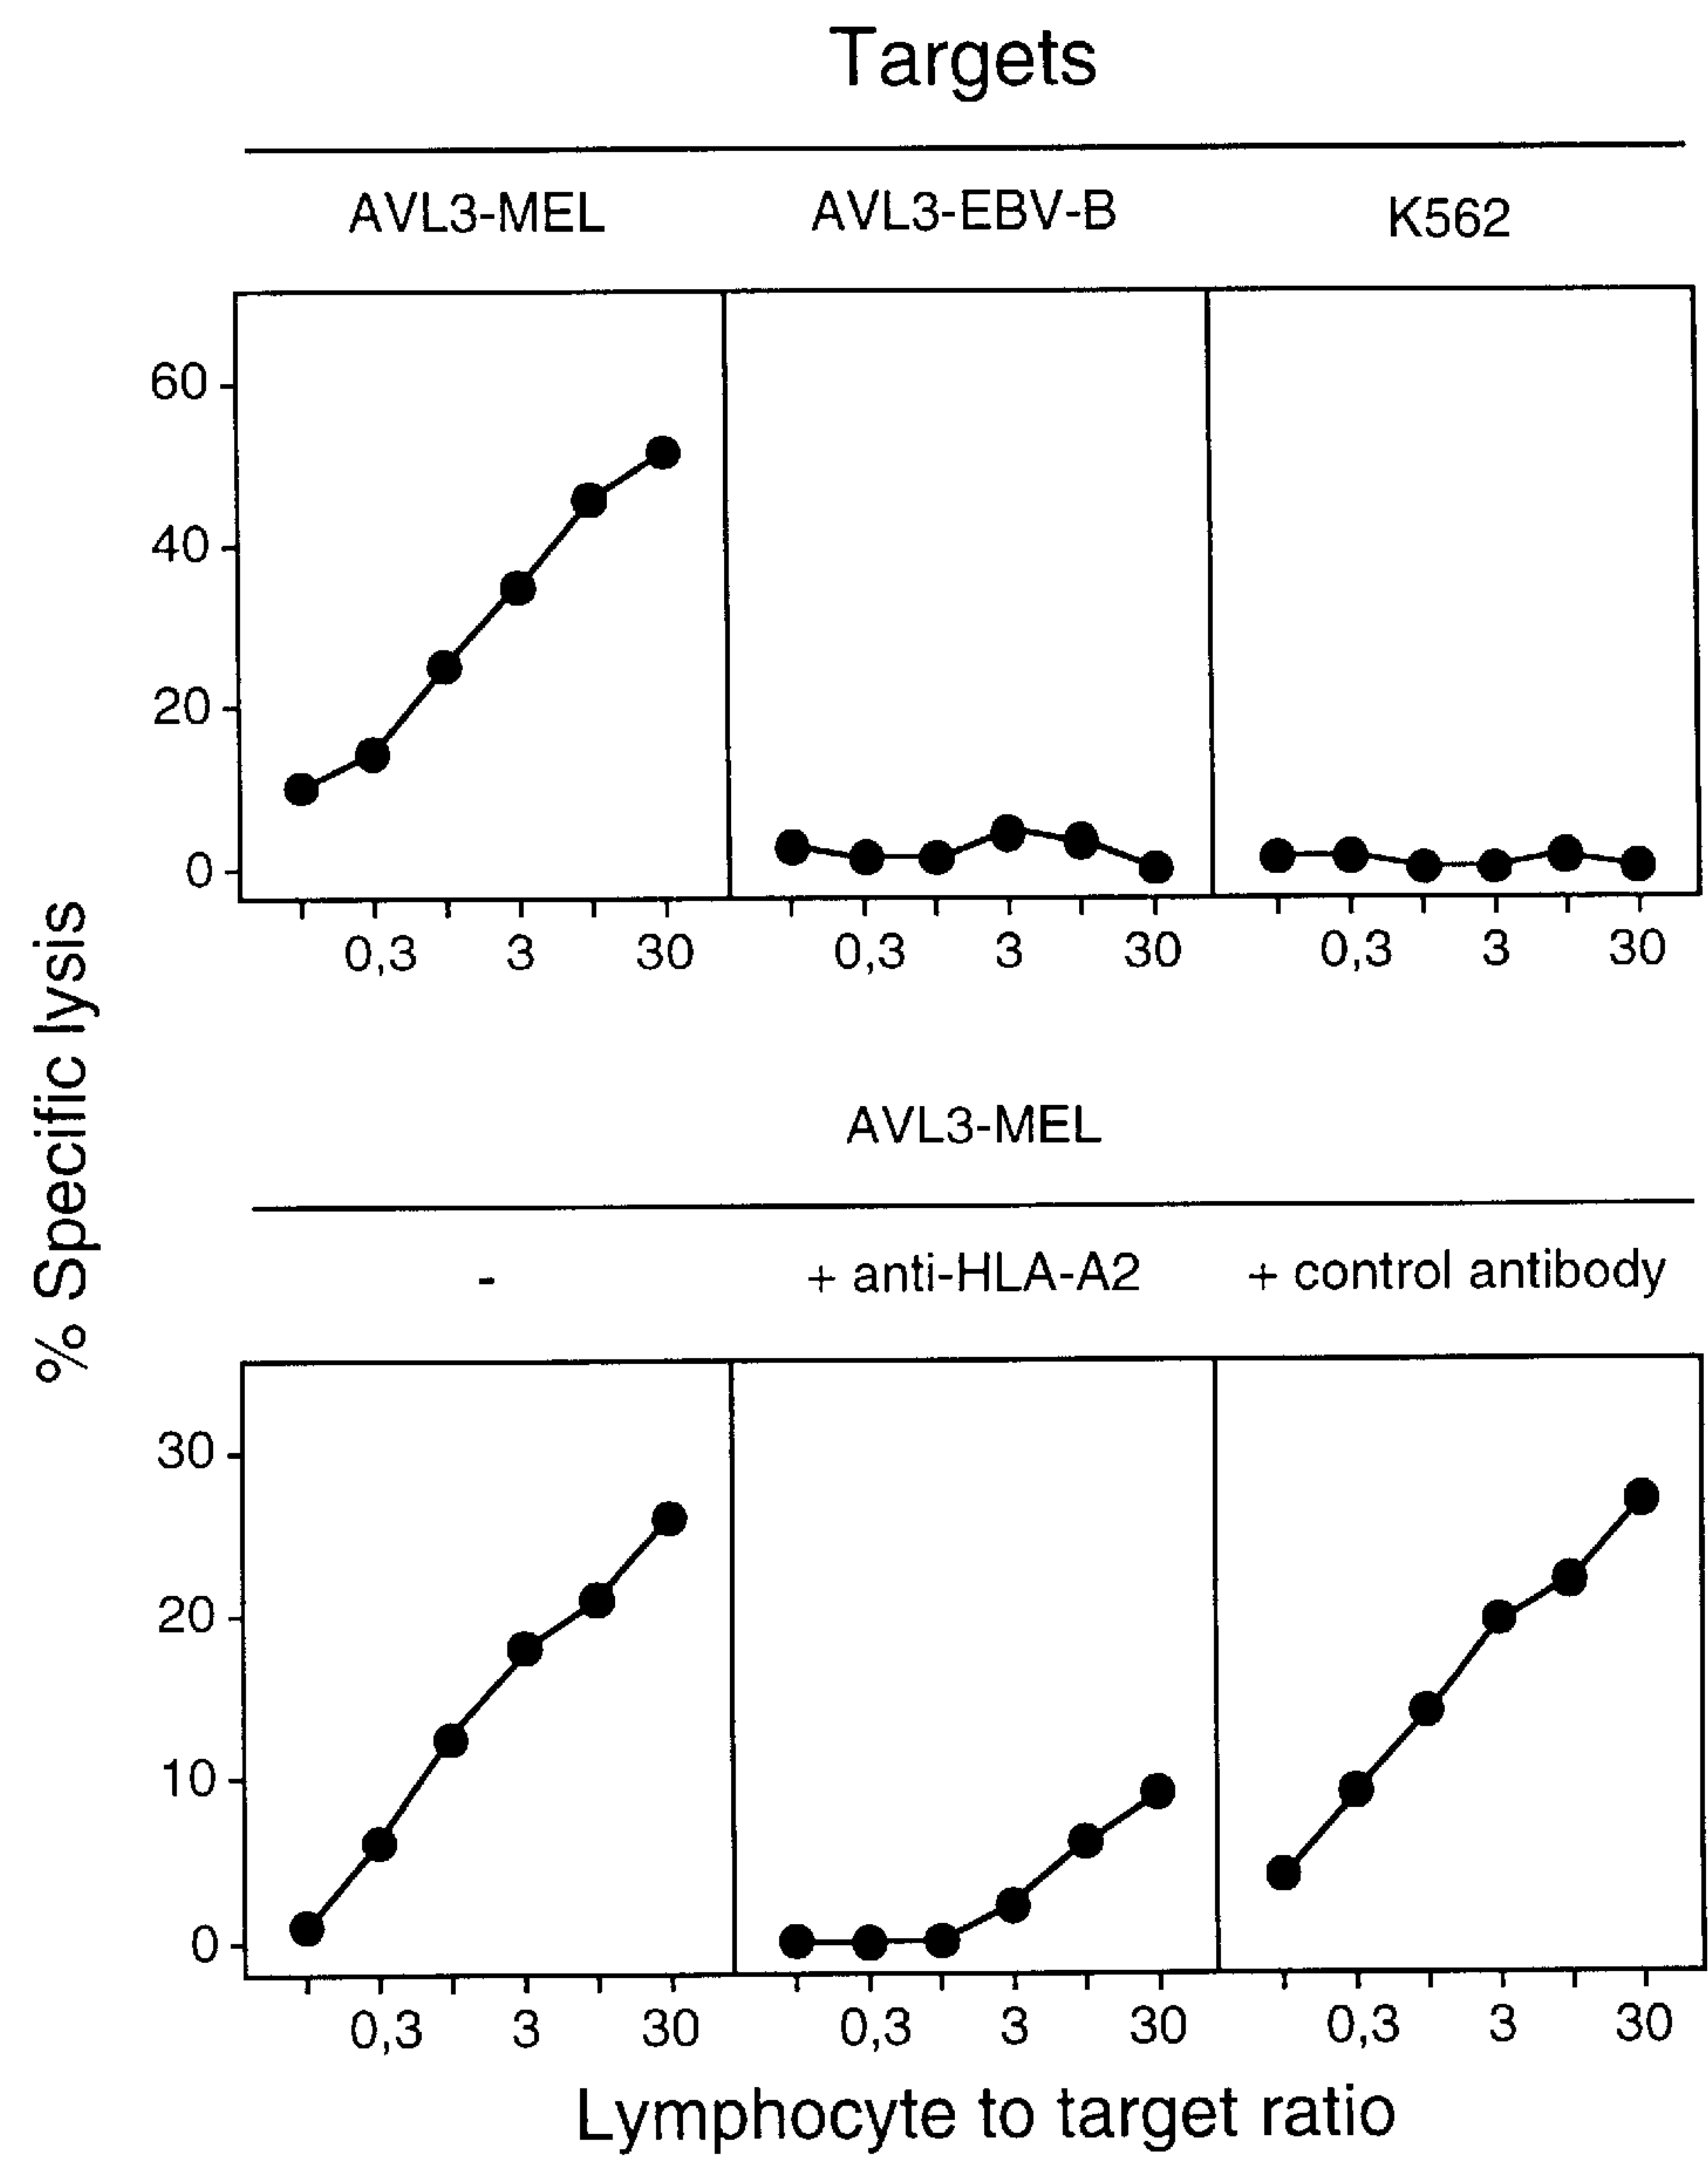 Targets
AVL3-MEL AVL3-EBV-B K562
60
40
20
0
0,3 3 30 0,3 3 30 0,3 3 30
% Specific lysis
AVL3-MEL
- + anti-HLA-A2 + control antibody
30
20
10
0
0,3 3 30 0,3 3 30 0,3 3 30
Lymphocyte to target ratio